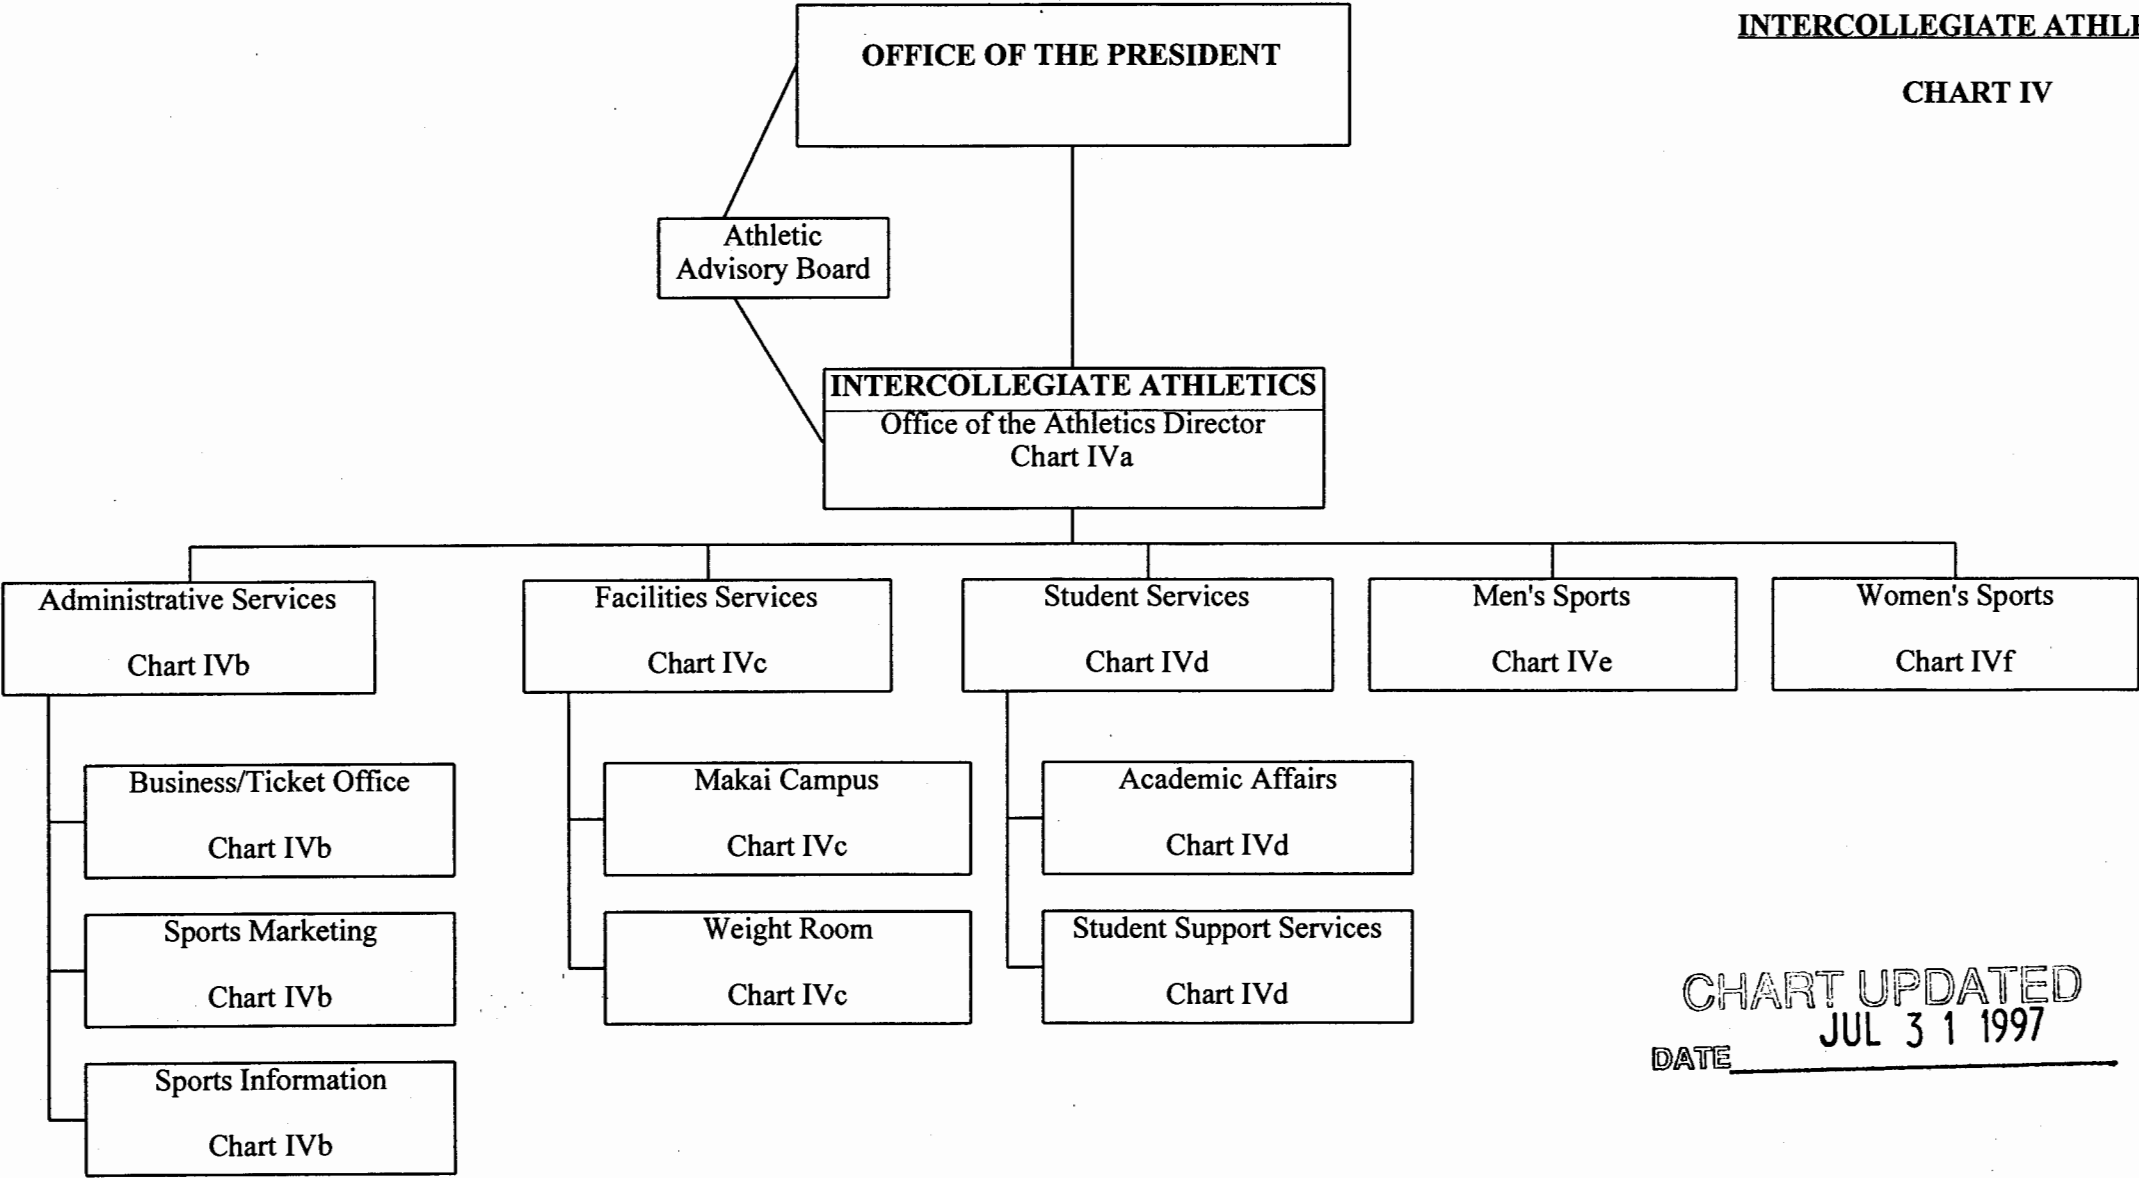 INTERCOLLEGIATE ATHLE
CHART IV
OFFICE OF THE PRESIDENT
Athletic
Advisory Board
INTERCOLLEGIATE ATHLETICS
Office of the Athletics Director
Chart IVa
Administrative Services
Chart IVb
Facilities Services
Chart IVc
Student Services
Chart IVd
Men's Sports
Chart IVe
Women's Sports
Chart IVf
Business/Ticket Office
Chart IVb
Sports Marketing
Chart IVb
Sports Information
Chart IVb
Makai Campus
Chart IVc
Weight Room
Chart IVc
Academic Affairs
Chart IVd
Student Support Services
Chart IVd
CHART UPDATED
JUL 3 1 1997
DATE